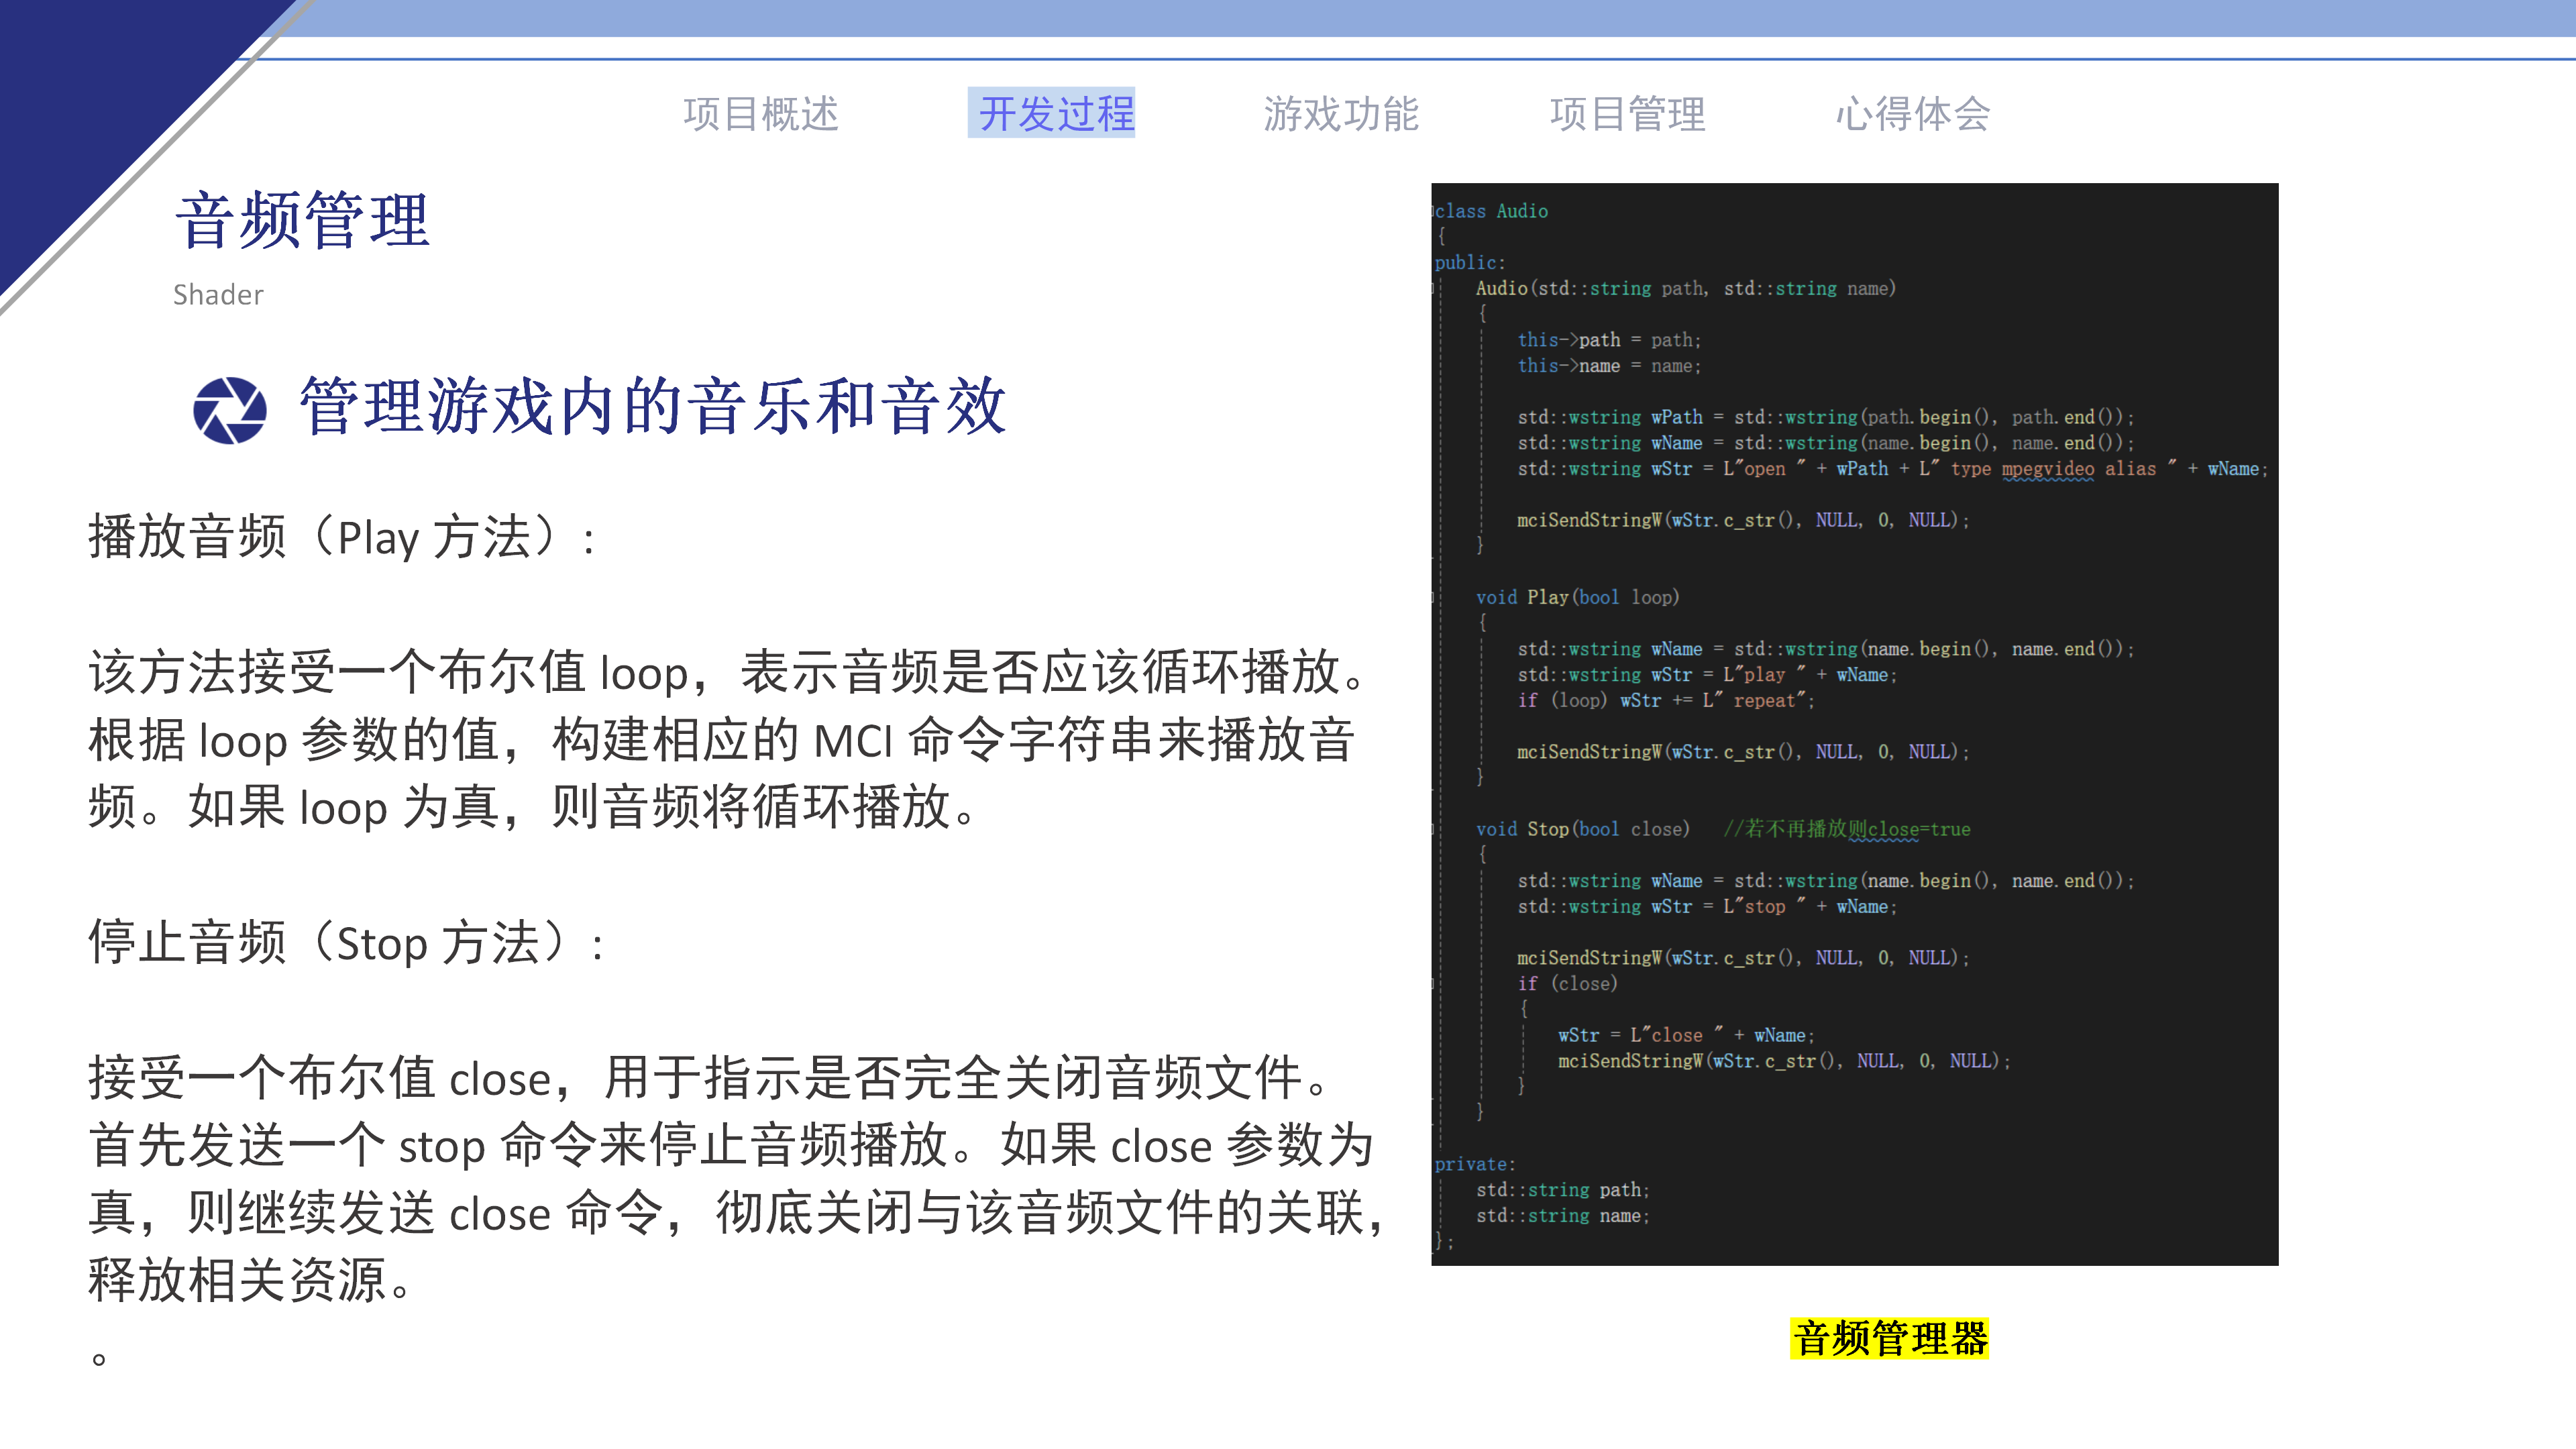 项目概述 开发过程 游戏功能 项目管理 心得体会
音频管理
Shader
管理游戏内的音乐和音效
播放音频（Play 方法）:
该方法接受一个布尔值 loop，表示音频是否应该循环播放。
根据 loop 参数的值，构建相应的 MCI 命令字符串来播放音
频。如果 loop 为真，则音频将循环播放。
停止音频（Stop 方法）:
接受一个布尔值 close，用于指示是否完全关闭音频文件。
首先发送一个 stop 命令来停止音频播放。如果 close 参数为
真，则继续发送 close 命令，彻底关闭与该音频文件的关联，
释放相关资源。
。
class Audio
{
public:
    Audio(std::string path, std::string name)
    {
        this->path = path;
        this->name = name;
        std::wstring wPath = std::wstring(path.begin(), path.end());
        std::wstring wName = std::wstring(name.begin(), name.end());
        std::wstring wStr = L"open " + wPath + L" type mpegvideo alias " + wName;
        mciSendStringW(wStr.c_str(), NULL, 0, NULL);
    }
    void Play(bool loop)
    {
        std::wstring wName = std::wstring(name.begin(), name.end());
        std::wstring wStr = L"play " + wName;
        if (loop) wStr += L" repeat";
        mciSendStringW(wStr.c_str(), NULL, 0, NULL);
    }
    void Stop(bool close)   //若不再播放则close=true
    {
        std::wstring wName = std::wstring(name.begin(), name.end());
        std::wstring wStr = L"stop " + wName;
        mciSendStringW(wStr.c_str(), NULL, 0, NULL);
        if (close)
        {
            wStr = L"close " + wName;
            mciSendStringW(wStr.c_str(), NULL, 0, NULL);
        }
    }
private:
    std::string path;
    std::string name;
};
音频管理器